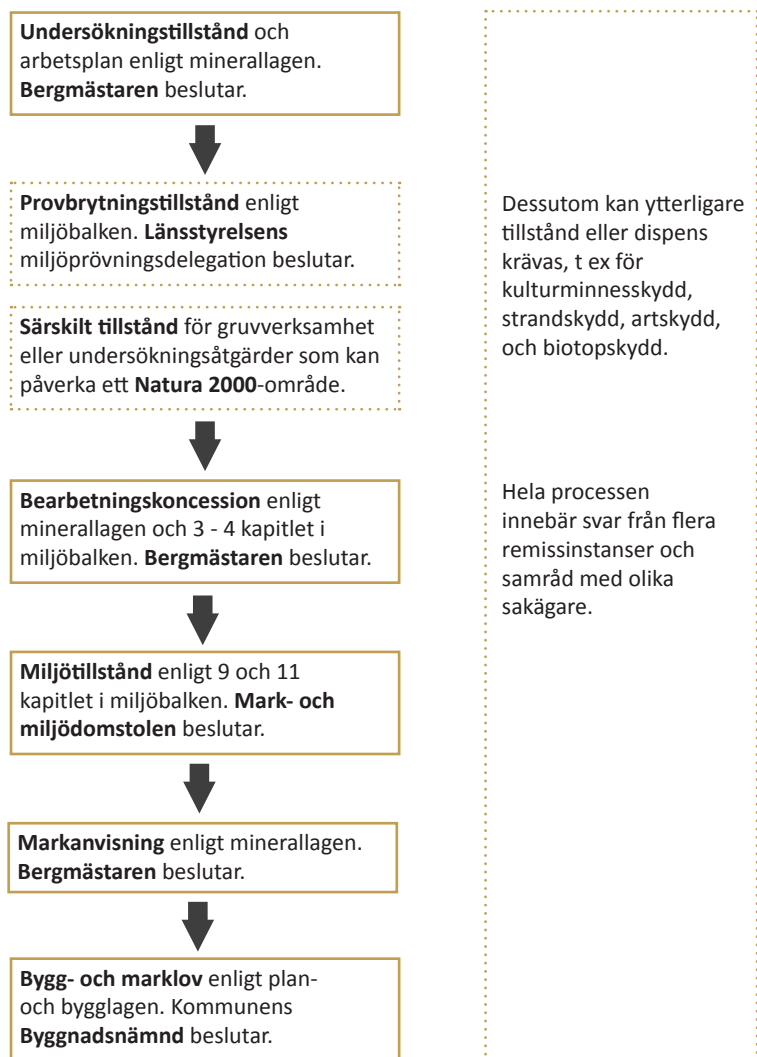 Undersökningstillstånd och
arbetsplan enligt minerallagen.
Bergmästaren beslutar.
Provbrytningstillstånd enligt
miljöbalken. Länsstyrelsens
miljöprövningsdelegation beslutar.
Särskilt tillstånd för gruvverksamhet
eller undersökningsåtgärder som kan
påverka ett Natura 2000-område.
Bearbetningskoncession enligt
minerallagen och 3 - 4 kapitlet i
miljöbalken. Bergmästaren beslutar.
Miljötillstånd enligt 9 och 11
kapitlet i miljöbalken. Mark- och
miljödomstolen beslutar.
Markanvisning enligt minerallagen.
Bergmästaren beslutar.
Bygg- och marklov enligt plan-
och bygglagen. Kommunens
Byggnadsnämnd beslutar.
Dessutom kan ytterligare
tillstånd eller dispens
krävas, t ex för
kulturminnesskydd,
strandskydd, artskydd,
och biotopskydd.
Hela processen
innebär svar från flera
remissinstanser och
samråd med olika
sakägare.